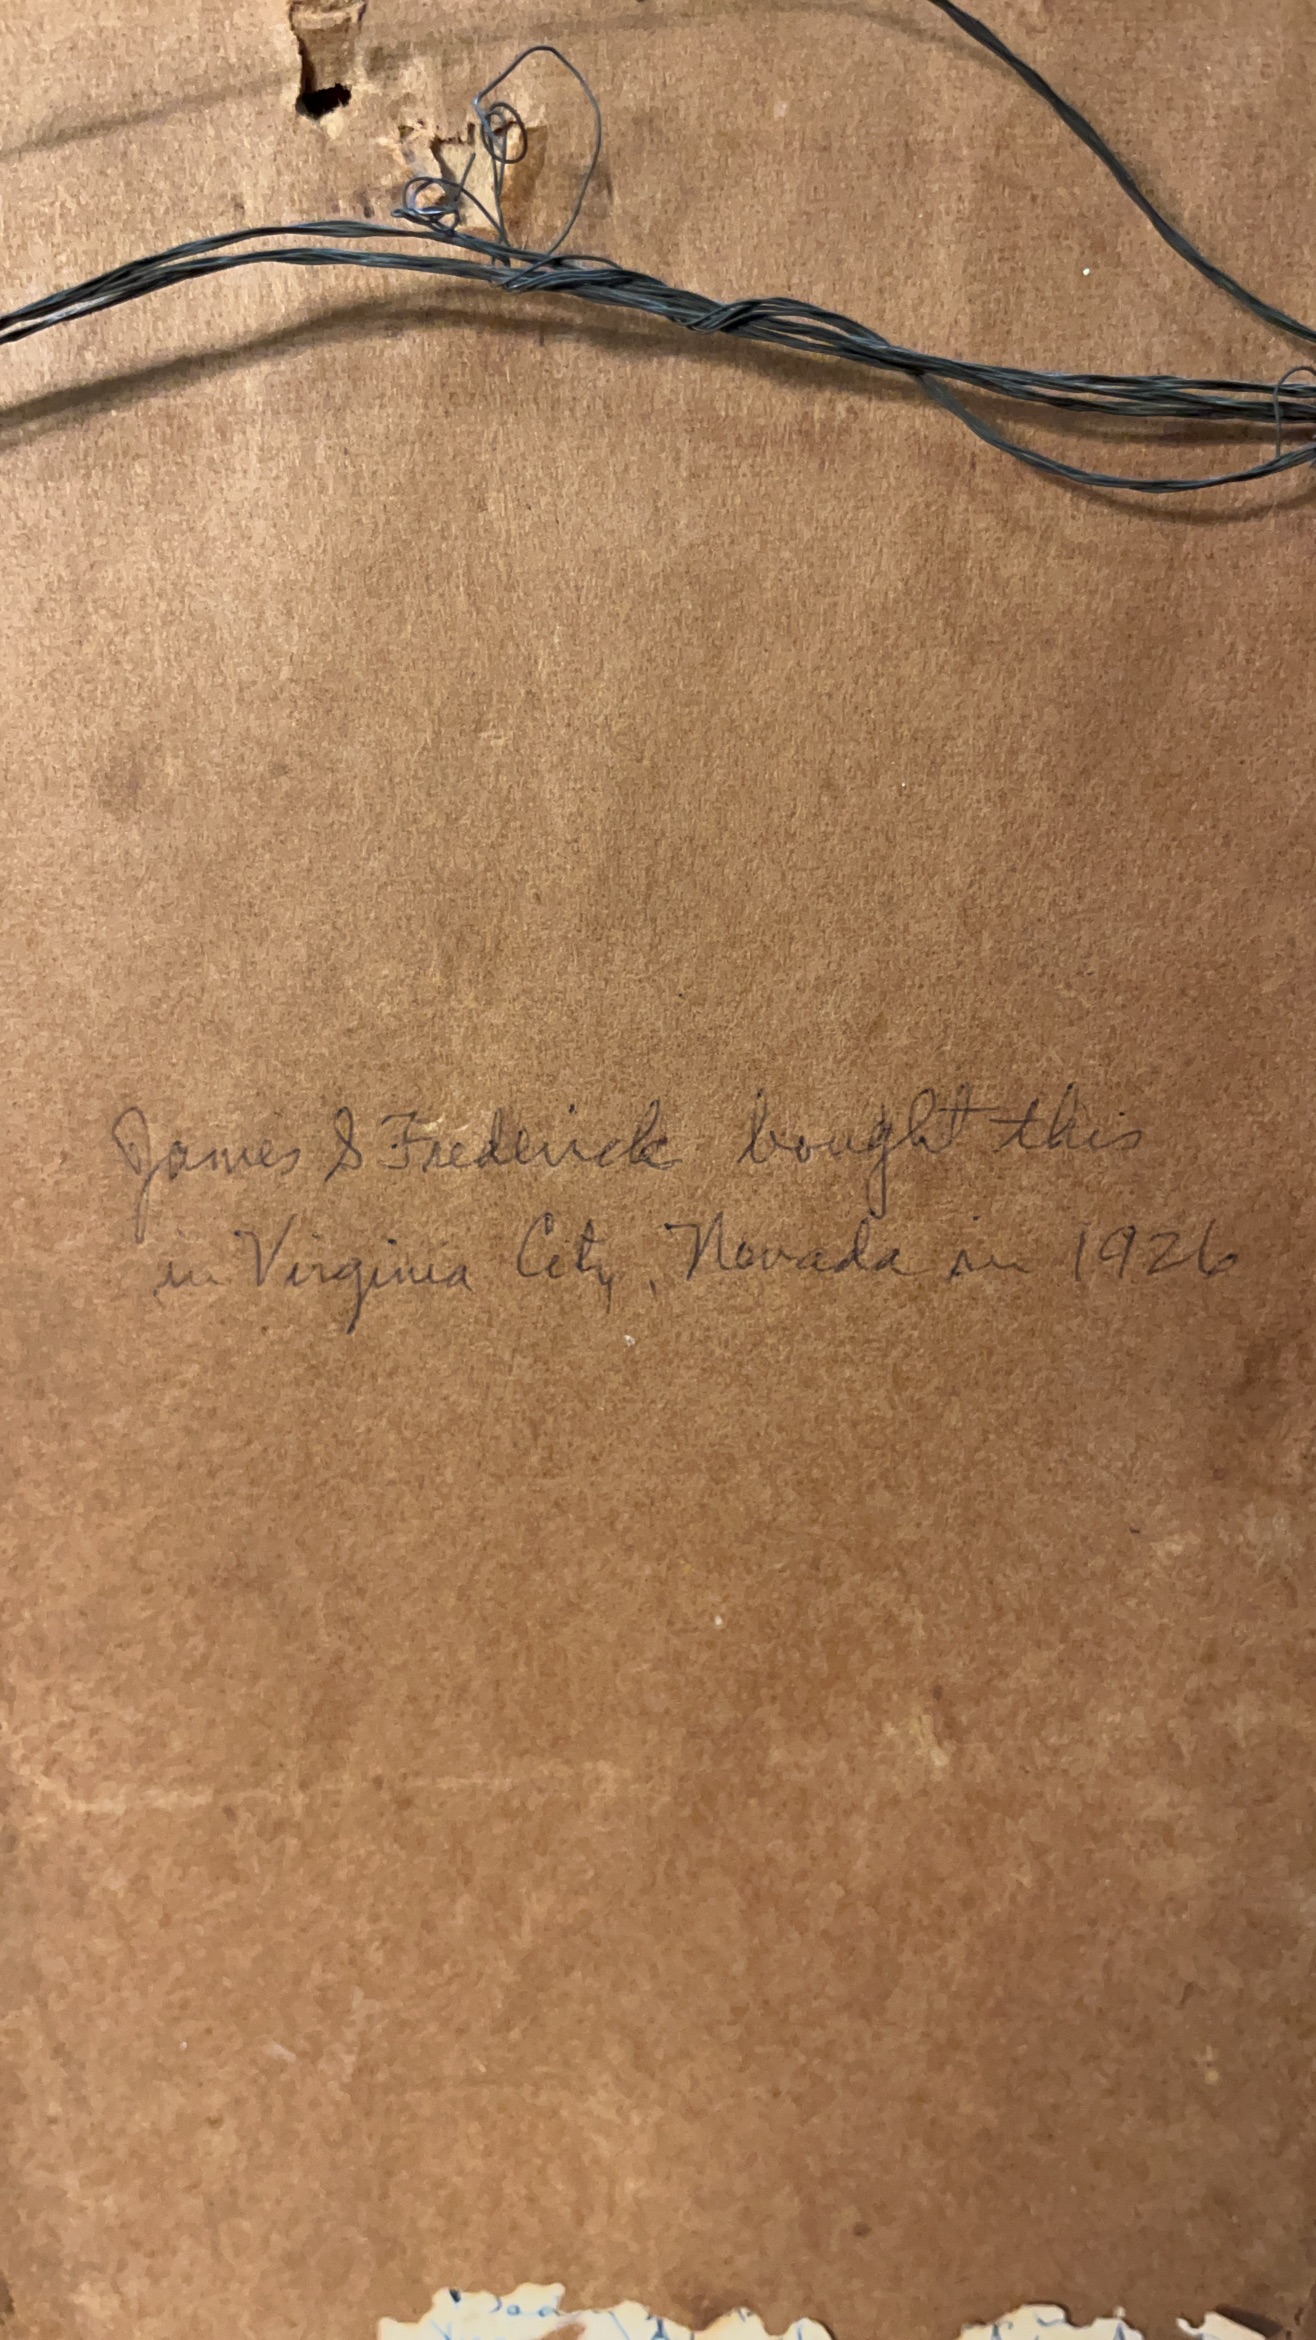 James S Frederick bought this
in Virginia City, Nevada in 1926